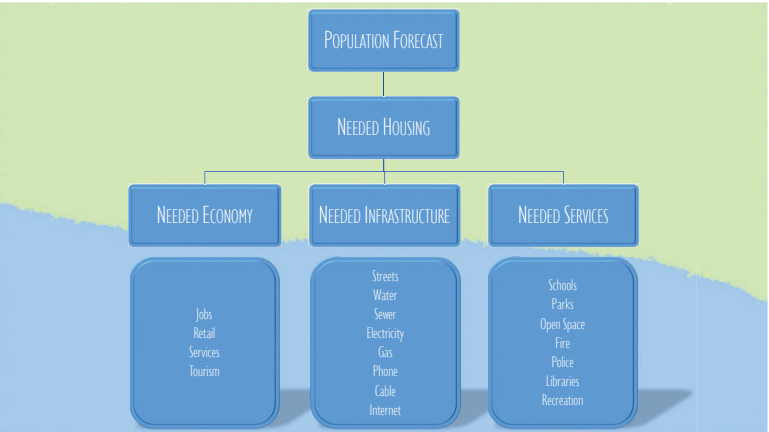 Population Forecast
Needed Housing
Needed Economy
Needed Infrastructure
Needed Services
Jobs
Retail
Services
Tourism
Streets
Water
Sewer
Electricity
Gas
Phone
Cable
Internet
Schools
Parks
Open Space
Fire
Police
Libraries
Recreation